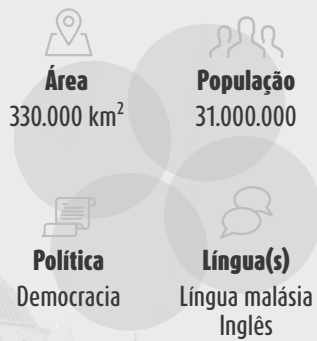 Área
330.000 km²
População
31.000.000
Política
Democracia
Língua(s)
Língua malásia
Inglês